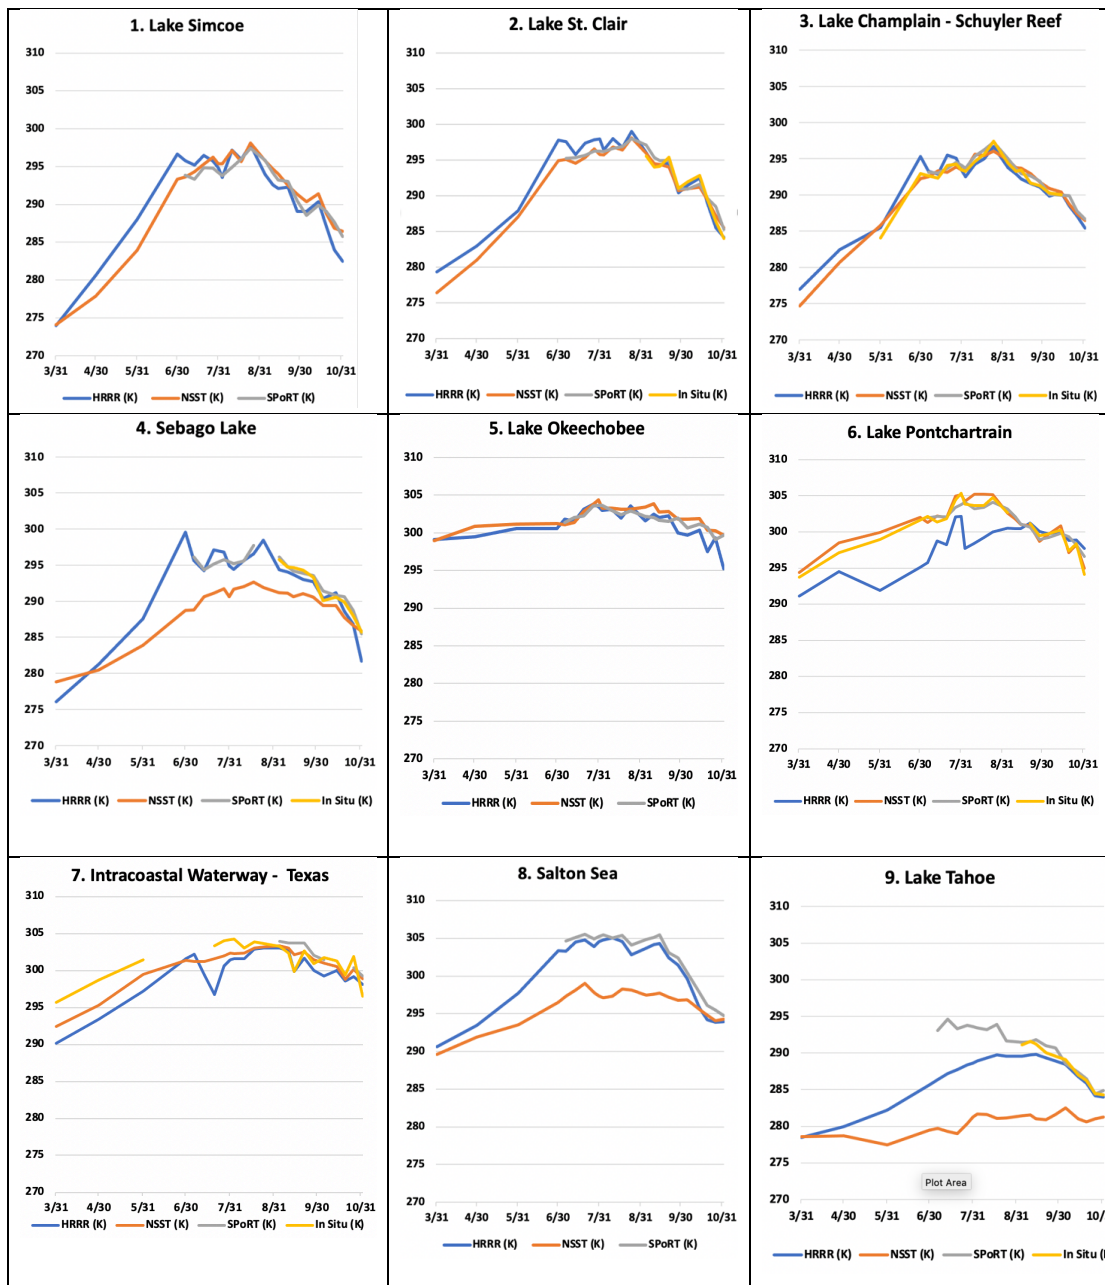 1. Lake Simcoe
310
305
300
295
290
285
280
275
270
3/31 4/30 5/31 6/30 7/31 8/31 9/30 10/31
HRRR (K) NSST (K) SPoRT (K)
2. Lake St. Clair
310
305
300
295
290
285
280
275
270
3/31 4/30 5/31 6/30 7/31 8/31 9/30 10/31
HRRR (K) NSST (K) SPoRT (K) In Situ (K)
3. Lake Champlain - Schuyler Reef
310
305
300
295
290
285
280
275
270
3/31 4/30 5/31 6/30 7/31 8/31 9/30 10/31
HRRR (K) NSST (K) SPoRT (K) In Situ (K)
4. Sebago Lake
310
305
300
295
290
285
280
275
270
3/31 4/30 5/31 6/30 7/31 8/31 9/30 10/31
HRRR (K) NSST (K) SPoRT (K) In Situ (K)
5. Lake Okeechobee
310
305
300
295
290
285
280
275
270
3/31 4/30 5/31 6/30 7/31 8/31 9/30 10/31
HRRR (K) NSST (K) SPoRT (K)
6. Lake Pontchartrain
310
305
300
295
290
285
280
275
270
3/31 4/30 5/31 6/30 7/31 8/31 9/30 10/31
HRRR (K) NSST (K) SPoRT (K) In Situ (K)
7. Intracoastal Waterway - Texas
310
305
300
295
290
285
280
275
270
3/31 4/30 5/31 6/30 7/31 8/31 9/30 10/31
HRRR (K) NSST (K) SPoRT (K) In Situ (K)
8. Salton Sea
310
305
300
295
290
285
280
275
270
3/31 4/30 5/31 6/30 7/31 8/31 9/30 10/31
HRRR (K) NSST (K) SPoRT (K)
9. Lake Tahoe
310
305
300
295
290
285
280
275
Plot Area
270
3/31 4/30 5/31 6/30 7/31 8/31 9/30 10/31
HRRR (K) NSST (K) SPoRT (K) In Situ (